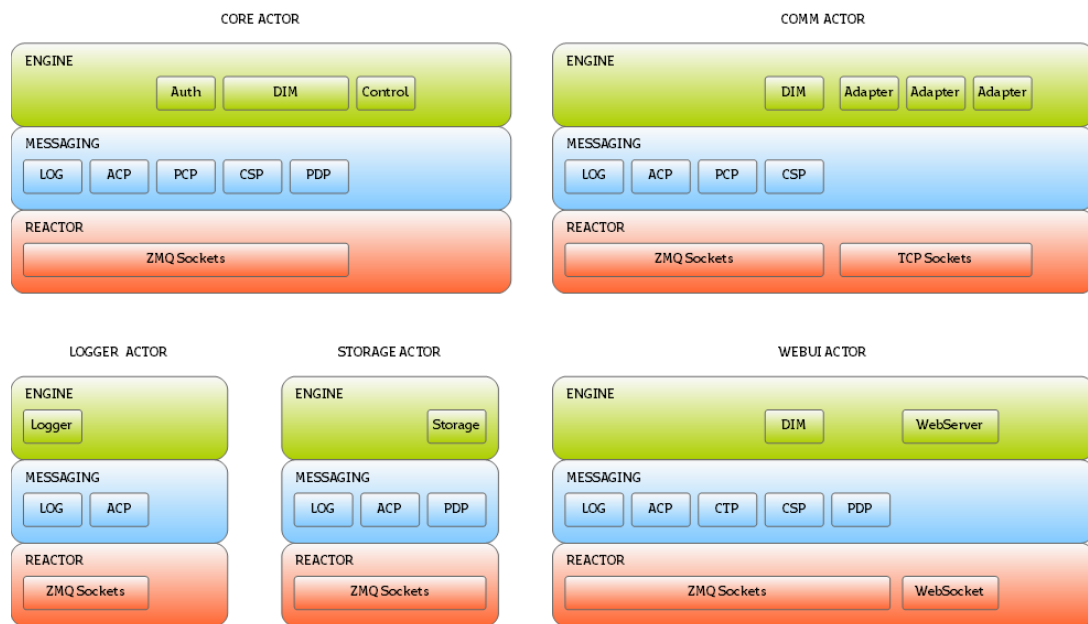 CORE ACTOR
ENGINE
Auth DIM Control
MESSAGING
LOG ACP PCP CSP PDP
REACTOR
ZMQ Sockets
COMM ACTOR
ENGINE
DIM Adapter Adapter Adapter
MESSAGING
LOG ACP PCP CSP
REACTOR
ZMQ Sockets TCP Sockets
LOGGER ACTOR
ENGINE
Logger
MESSAGING
LOG ACP
REACTOR
ZMQ Sockets
STORAGE ACTOR
ENGINE
Storage
MESSAGING
LOG ACP PDP
REACTOR
ZMQ Sockets
WEBUI ACTOR
ENGINE
DIM WebServer
MESSAGING
LOG ACP CTP CSP PDP
REACTOR
ZMQ Sockets WebSocket